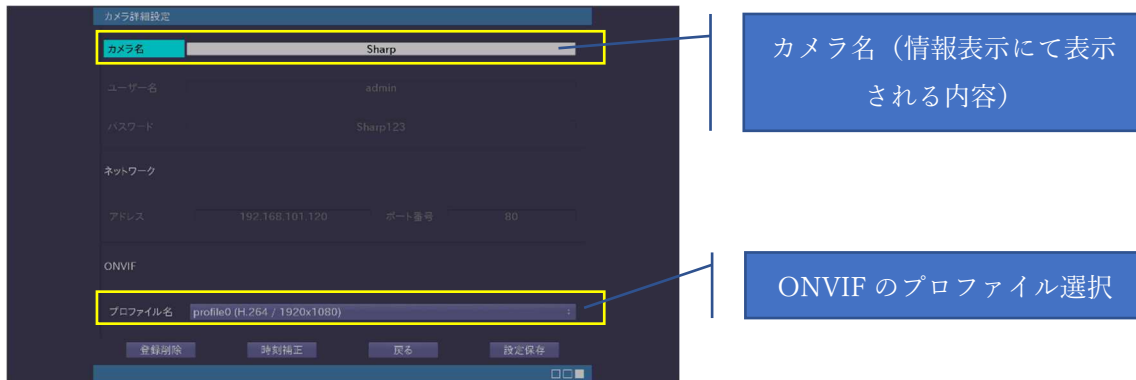 カメラ詳細設定
カメラ名 Sharp
ユーザー名 admin
パスワード Sharp123
ネットワーク
アドレス 192.168.101.120 ポート番号 80
ONVIF
プロファイル名 profile0 (H.264 / 1920x1080)
登録削除 時刻補正 戻る 設定保存
カメラ名（情報表示にて表示
される内容）
ONVIF のプロファイル選択